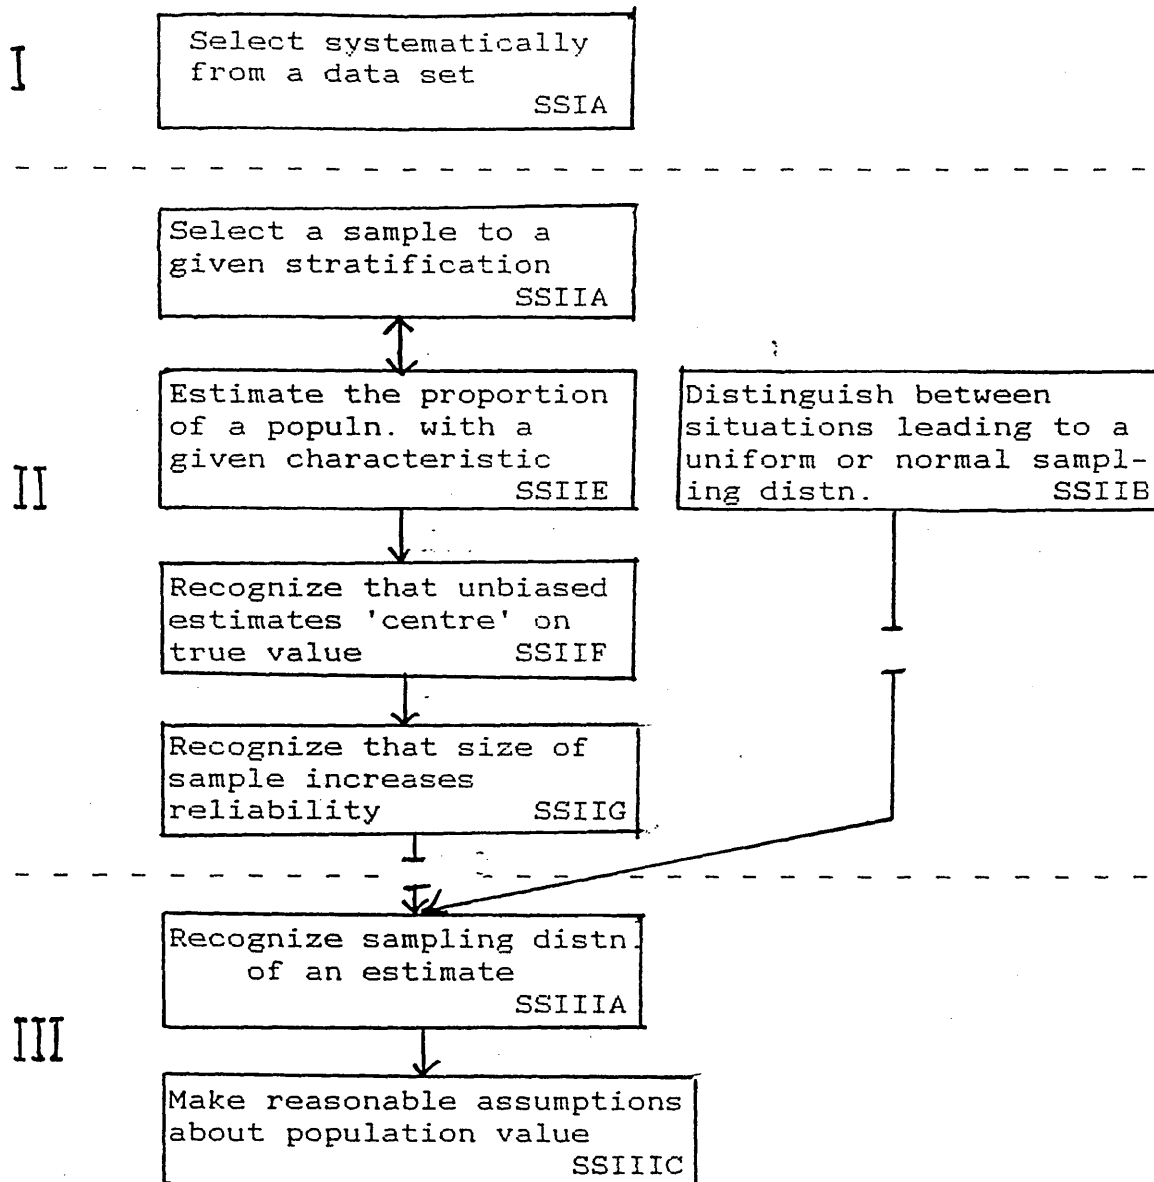 I
Select systematically
from a data set
SSIA
Select a sample to a
given stratification
SSIIA
II
Estimate the proportion
of a populn. with a
given characteristic
SSIIE
Distinguish between
situations leading to a
uniform or normal sampl-
ing distn. SSIIB
Recognize that unbiased
estimates 'centre' on
true value SSIIF
Recognize that size of
sample increases
reliability SSIIG
III
Recognize sampling distn.
of an estimate
SSIIIA
Make reasonable assumptions
about population value
SSIIIC